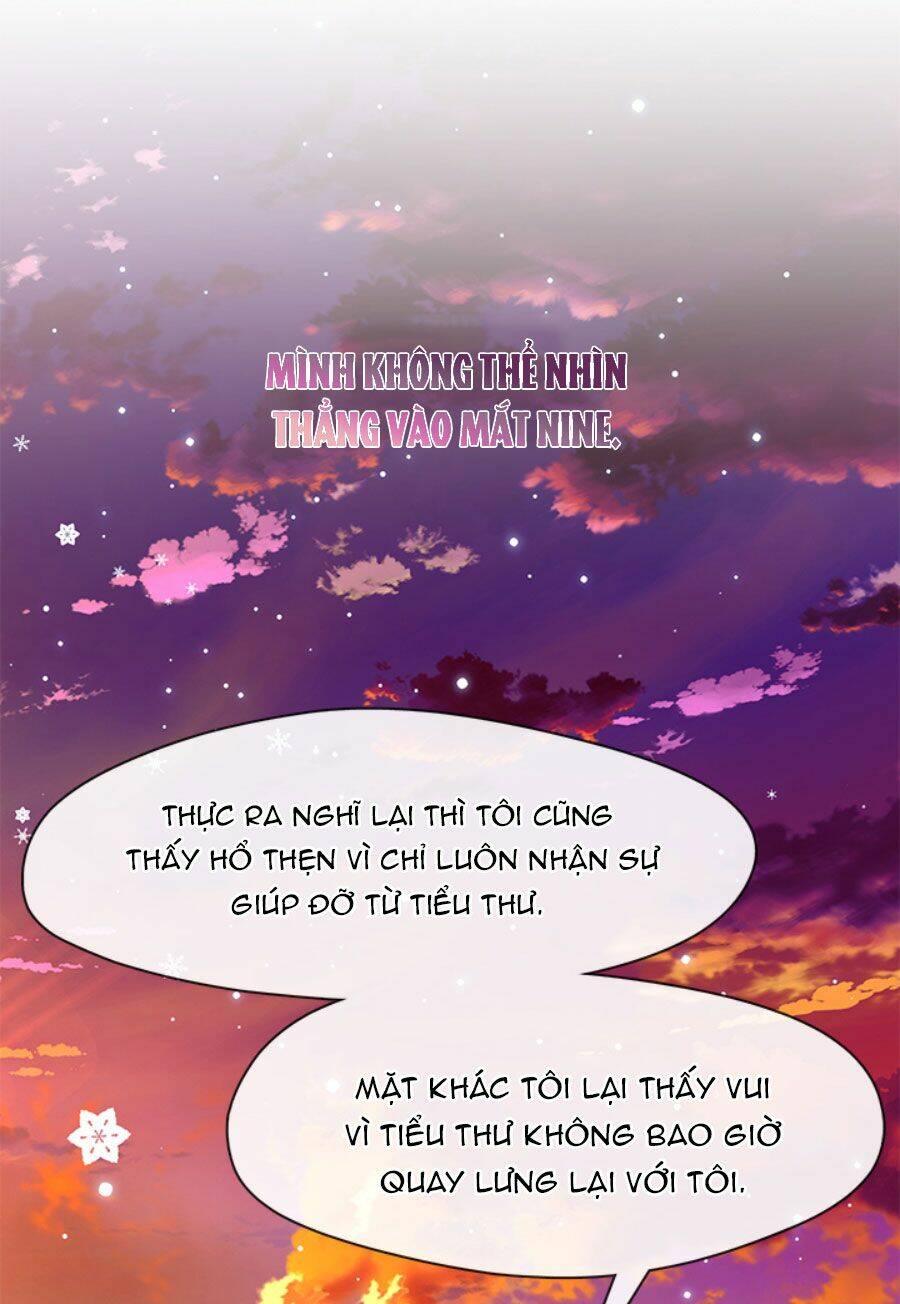 MÌNH KHÔNG THỂ NHÌN
THẲNG VÀO MẮT NINE.
THỰC RA NGHĨ LẠI THÌ TÔI CŨNG
THẤY HỔ THẸN VÌ CHỈ LUÔN NHẬN SỰ
GIÚP ĐỠ TỪ TIỂU THƯ.
MẶT KHÁC TÔI LẠI THẤY VUI
VÌ TIỂU THƯ KHÔNG BAO GIỜ
QUAY LƯNG LẠI VỚI TÔI.